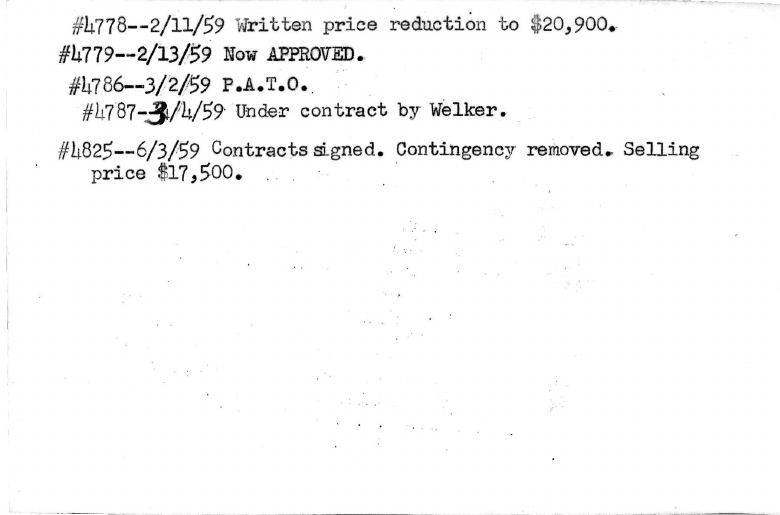 #4778--2/11/59 Written price reduction to $20,900.
#4779--2/13/59 Now APPROVED.
#4786--3/2/59 P.A.T.O.
#4787-3/4/59 Under contract by Welker.
#4825--6/3/59 Contracts signed. Contingency removed. Selling
price $17,500.